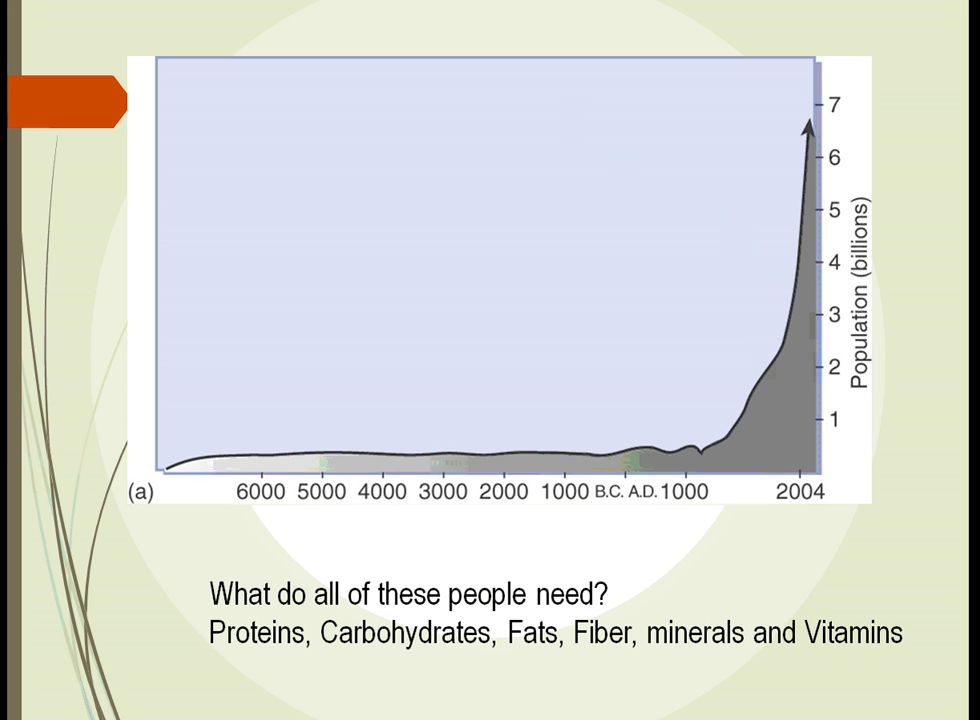 7
6
5
4
3
2
1
Population (billions)
(a) 6000 5000 4000 3000 2000 1000 B.C. A.D. 1000 2004
What do all of these people need?
Proteins, Carbohydrates, Fats, Fiber, minerals and Vitamins